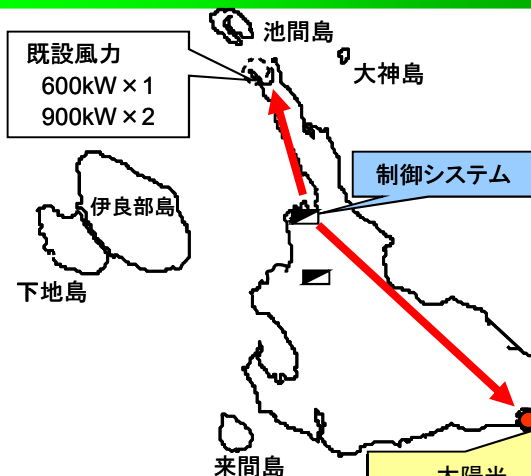 池間島
既設風力
600kW×1
900kW×2
大神島
制御システム
伊良部島
下地島
来間島
太陽光